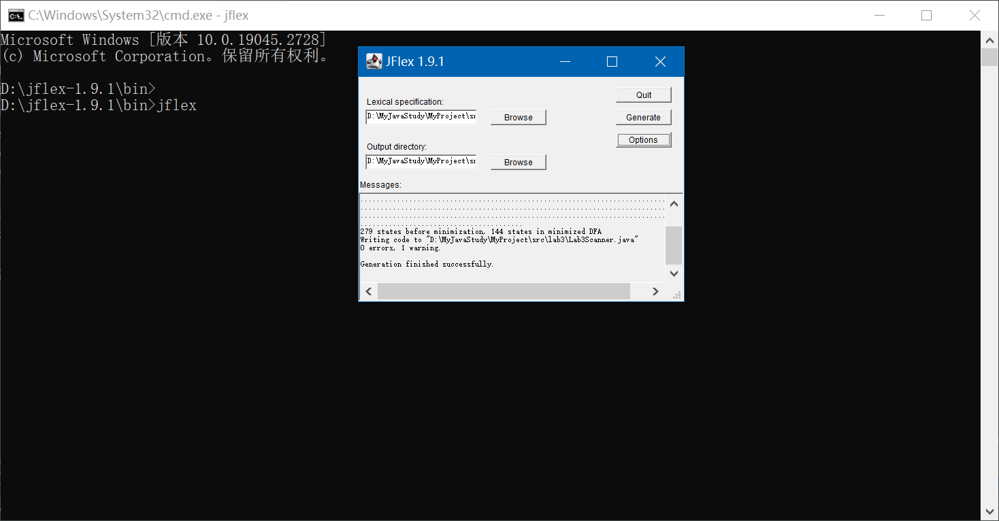 C:\Windows\System32\cmd.exe - jflex
Microsoft Windows [版本 10.0.19045.2728]
(c) Microsoft Corporation。保留所有权利。
D:\jflex-1.9.1\bin>
D:\jflex-1.9.1\bin>jflex
JFlex 1.9.1
Quit
Lexical specification:
D:\MyJavaStudy\MyProject\sr
Browse
Generate
Options
Output directory:
D:\MyJavaStudy\MyProject\sr
Browse
Messages:
279 states before minimization, 144 states in minimized DFA
Writing code to "D:\MyJavaStudy\MyProject\src\lab3\Lab3Scanner.java"
0 errors, 1 warning.
Generation finished successfully.